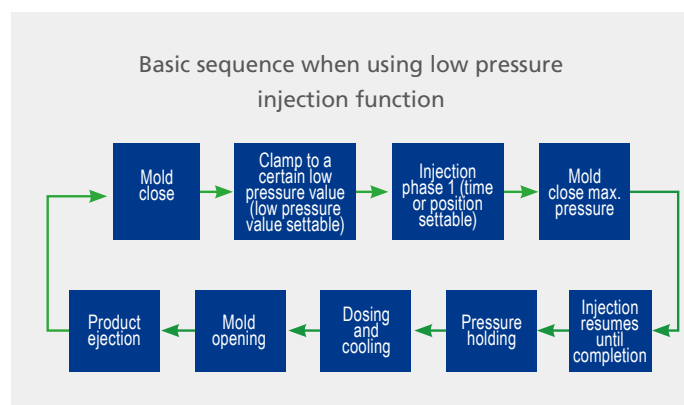 Basic sequence when using low pressure
injection function
Mold
close
Clamp to a
certain low
pressure value
(low pressure
value settable)
Injection
phase 1 (time
or position
settable)
Mold
close max.
pressure
Injection
resumes
until
completion
Pressure
holding
Dosing
and
cooling
Mold
opening
Product
ejection